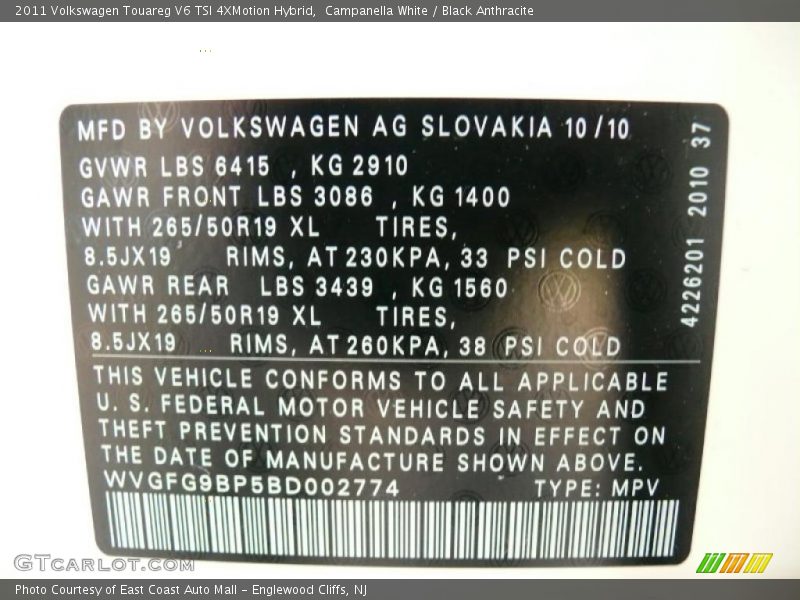 2011 Volkswagen Touareg V6 TSI 4XMotion Hybrid,  Campanella White / Black Anthracite
MFD BY VOLKSWAGEN AG SLOVAKIA 10/10
GVWR LBS 6415 , KG 2910
GAWR FRONT LBS 3086 , KG 1400
WITH 265/50R19 XL TIRES,
8.5JX19 RIMS, AT 230KPA, 33 PSI COLD
GAWR REAR LBS 3439 , KG 1560
WITH 265/50R19 XL TIRES,
8.5JX19 RIMS, AT 260KPA, 38 PSI COLD
THIS VEHICLE CONFORMS TO ALL APPLICABLE
U. S. FEDERAL MOTOR VEHICLE SAFETY AND
THEFT PREVENTION STANDARDS IN EFFECT ON
THE DATE OF MANUFACTURE SHOWN ABOVE.
WVGFG9BP5BD002774 TYPE: MPV
4226201 2010 37
GTcarlot.com
Photo Courtesy of East Coast Auto Mall - Englewood Cliffs, NJ